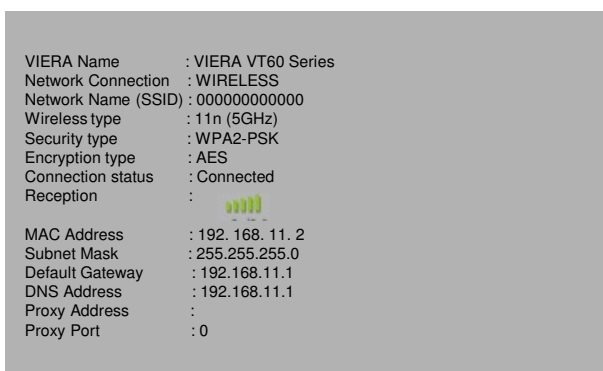 VIERA Name : VIERA VT60 Series
Network Connection : WIRELESS
Network Name (SSID) : 000000000000
Wireless type : 11n (5GHz)
Security type : WPA2-PSK
Encryption type : AES
Connection status : Connected
Reception :
MAC Address : 192. 168. 11. 2
Subnet Mask : 255.255.255.0
Default Gateway : 192.168.11.1
DNS Address : 192.168.11.1
Proxy Address :
Proxy Port : 0